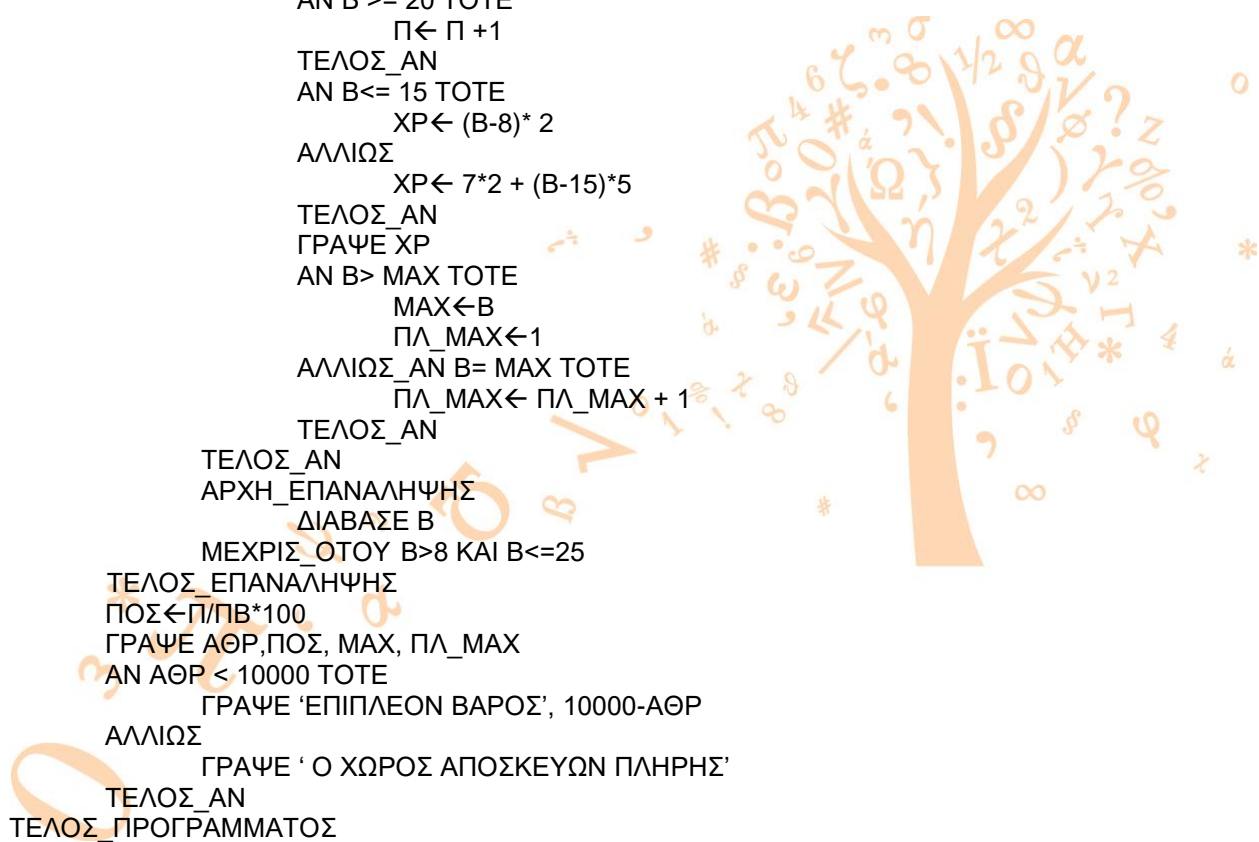 ΑΝ Β >= 20 ΤΟΤΕ
Π← Π +1
ΤΕΛΟΣ_ΑΝ
ΑΝ Β<= 15 ΤΟΤΕ
ΧΡ← (Β-8)* 2
ΑΛΛΙΩΣ
ΧΡ← 7*2 + (Β-15)*5
ΤΕΛΟΣ_ΑΝ
ΓΡΑΨΕ ΧΡ
ΑΝ Β> ΜΑΧ ΤΟΤΕ
ΜΑΧ←Β
ΠΛ_ΜΑΧ←1
ΑΛΛΙΩΣ_ΑΝ Β= ΜΑΧ ΤΟΤΕ
ΠΛ_ΜΑΧ← ΠΛ_ΜΑΧ + 1
ΤΕΛΟΣ_ΑΝ
ΤΕΛΟΣ_ΑΝ
ΑΡΧΗ_ΕΠΑΝΑΛΗΨΗΣ
ΔΙΑΒΑΣΕ Β
ΜΕΧΡΙΣ_ΟΤΟΥ Β>8 ΚΑΙ Β<=25
ΤΕΛΟΣ_ΕΠΑΝΑΛΗΨΗΣ
ΠΟΣ←Π/ΠΒ*100
ΓΡΑΨΕ ΑΘΡ,ΠΟΣ, ΜΑΧ, ΠΛ_ΜΑΧ
ΑΝ ΑΘΡ < 10000 ΤΟΤΕ
ΓΡΑΨΕ ‘ΕΠΙΠΛΕΟΝ ΒΑΡΟΣ’, 10000-ΑΘΡ
ΑΛΛΙΩΣ
ΓΡΑΨΕ ‘ Ο ΧΩΡΟΣ ΑΠΟΣΚΕΥΩΝ ΠΛΗΡΗΣ’
ΤΕΛΟΣ_ΑΝ
ΤΕΛΟΣ_ΠΡΟΓΡΑΜΜΑΤΟΣ